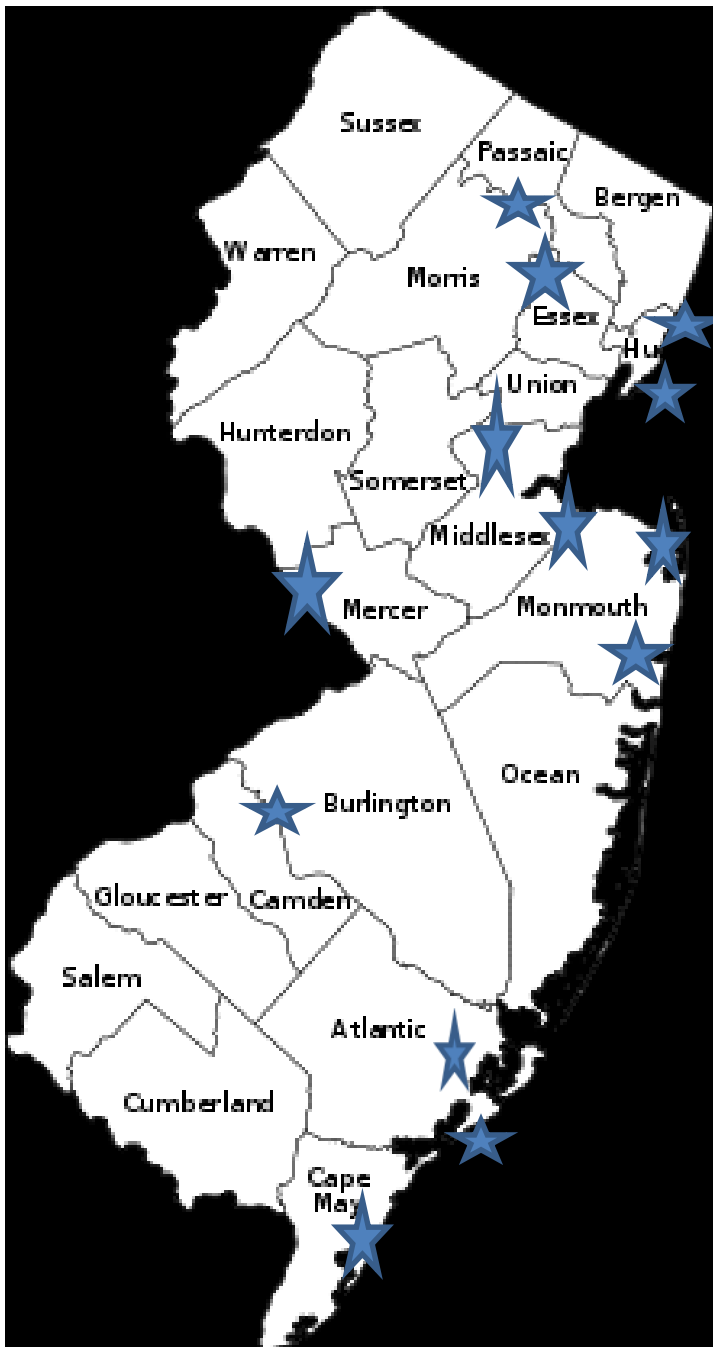 Sussex
Passaic
Bergen
Warren
Morris
Essex
Hu
Union
Hunterdon
Somerset
Middlesex
Mercer
Monmouth
Ocean
Burlington
Gloucester
Camden
Salem
Atlantic
Cumberland
Cape
May